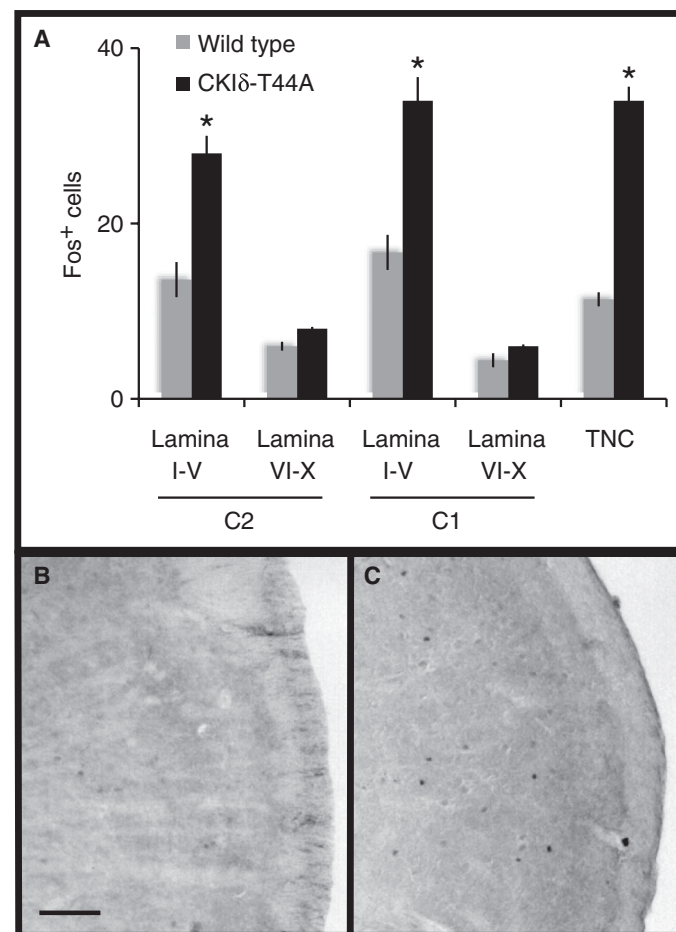 A
Wild type
CKIδ-T44A
40
20
0
Fos+ cells
* * * 
Lamina I-V
Lamina VI-X
Lamina I-V
Lamina VI-X
TNC
C2
C1
B
C